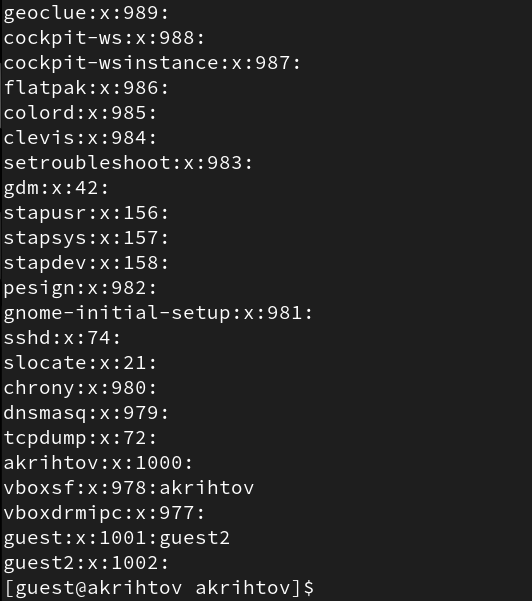 geoclue:x:989:
cockpit-ws:x:988:
cockpit-wsinstance:x:987:
flatpak:x:986:
colord:x:985:
clevis:x:984:
setroubleshoot:x:983:
gdm:x:42:
stapusr:x:156:
stapsys:x:157:
stapdev:x:158:
pesign:x:982:
gnome-initial-setup:x:981:
sshd:x:74:
slocate:x:21:
chrony:x:980:
dnsmasq:x:979:
tcpdump:x:72:
akrihtov:x:1000:
vboxsf:x:978:akrihtov
vboxdrmipc:x:977:
guest:x:1001:guest2
guest2:x:1002:
[guest@akrihtov akrihtov]$